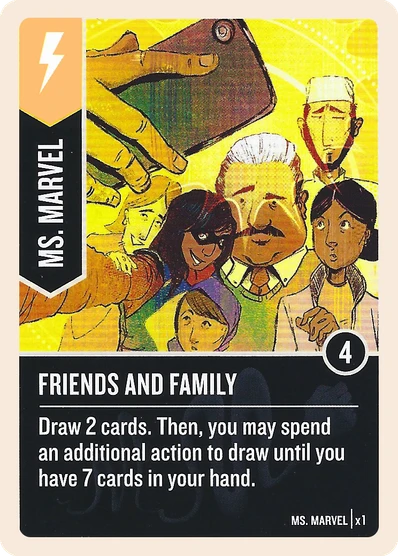 MS. MARVEL
4
FRIENDS AND FAMILY
Draw 2 cards. Then, you may spend
an additional action to draw until you
have 7 cards in your hand.
MS. MARVEL | x1